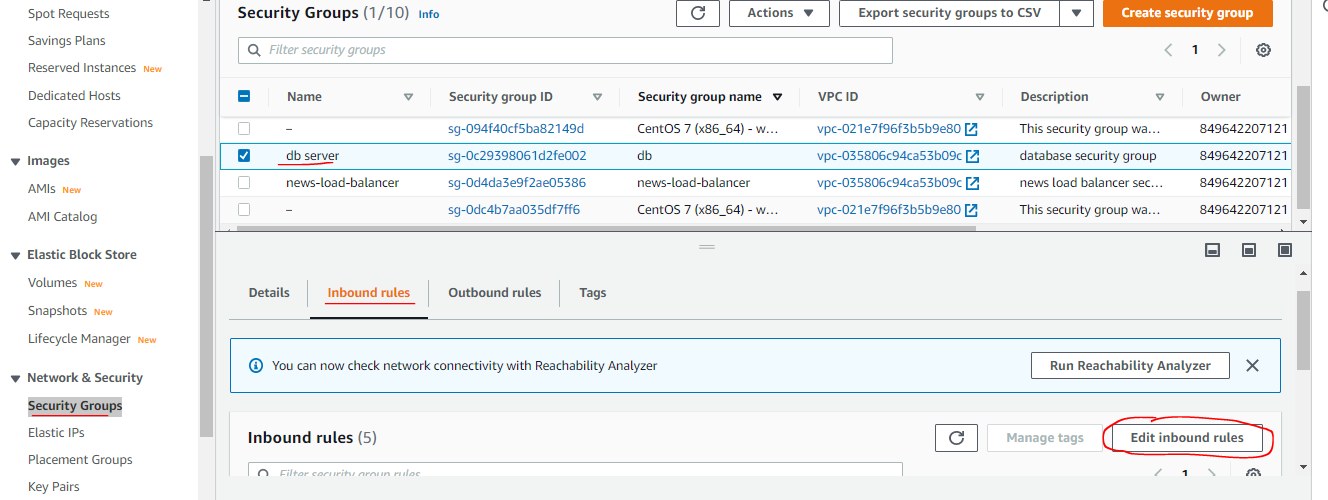 Spot Requests
Savings Plans
Reserved Instances New
Dedicated Hosts
Capacity Reservations
Images
AMIs New
AMI Catalog
Elastic Block Store
Volumes New
Snapshots New
Lifecycle Manager New
Network & Security
Security Groups
Elastic IPs
Placement Groups
Key Pairs
Security Groups (1/10) Info
Actions
Export security groups to CSV
Create security group
Filter security groups
1
Name Security group ID Security group name VPC ID Description Owner
– sg-094f40cf5ba82149d CentOS 7 (x86_64) - w... vpc-021e7f96f3b5b9e80 This security group wa... 849642207121
db server sg-0c29398061d2fe002 db vpc-035806c94ca53b09c database security group 849642207121
news-load-balancer sg-0d4da3e9f2ae05386 news-load-balancer vpc-035806c94ca53b09c news load balancer sec... 849642207121
– sg-0dc4b7aa035df7ff6 CentOS 7 (x86_64) - w... vpc-021e7f96f3b5b9e80 This security group wa... 849642207121
Details Inbound rules Outbound rules Tags
You can now check network connectivity with Reachability Analyzer
Run Reachability Analyzer
Inbound rules (5)
Manage tags
Edit inbound rules
Filter security group rules
1